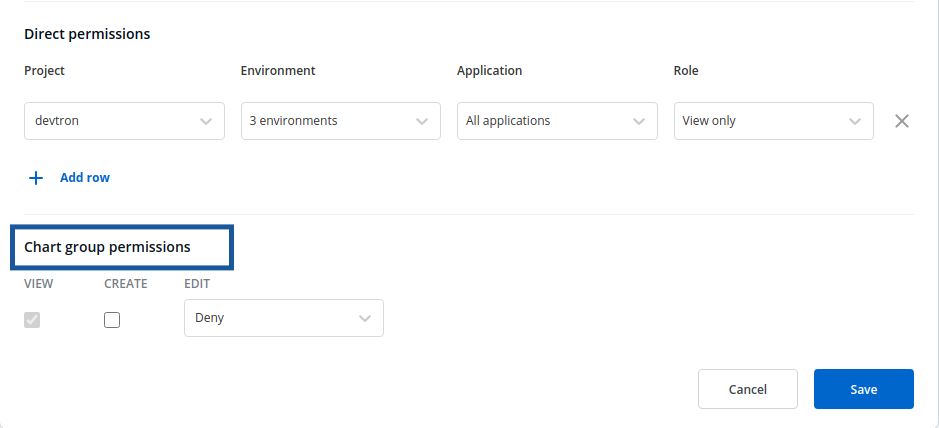 Direct permissions
Project Environment Application Role
devtron 3 environments All applications View only
Add row
Chart group permissions
VIEW CREATE EDIT
Deny
Cancel Save